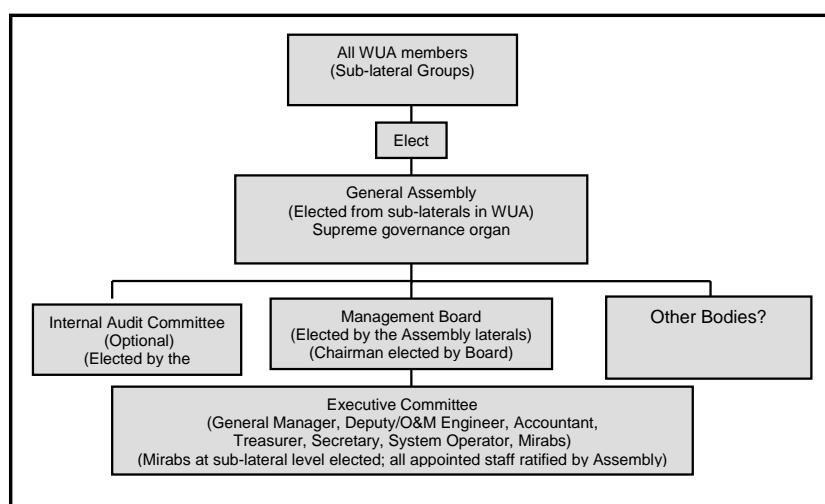 All WUA members
(Sub-lateral Groups)
Elect
General Assembly
(Elected from sub-laterals in WUA)
Supreme governance organ
Internal Audit Committee
(Optional)
(Elected by the
Management Board
(Elected by the Assembly laterals)
(Chairman elected by Board)
Other Bodies?
Executive Committee
(General Manager, Deputy/O&M Engineer, Accountant,
Treasurer, Secretary, System Operator, Mirabs)
(Mirabs at sub-lateral level elected; all appointed staff ratified by Assembly)